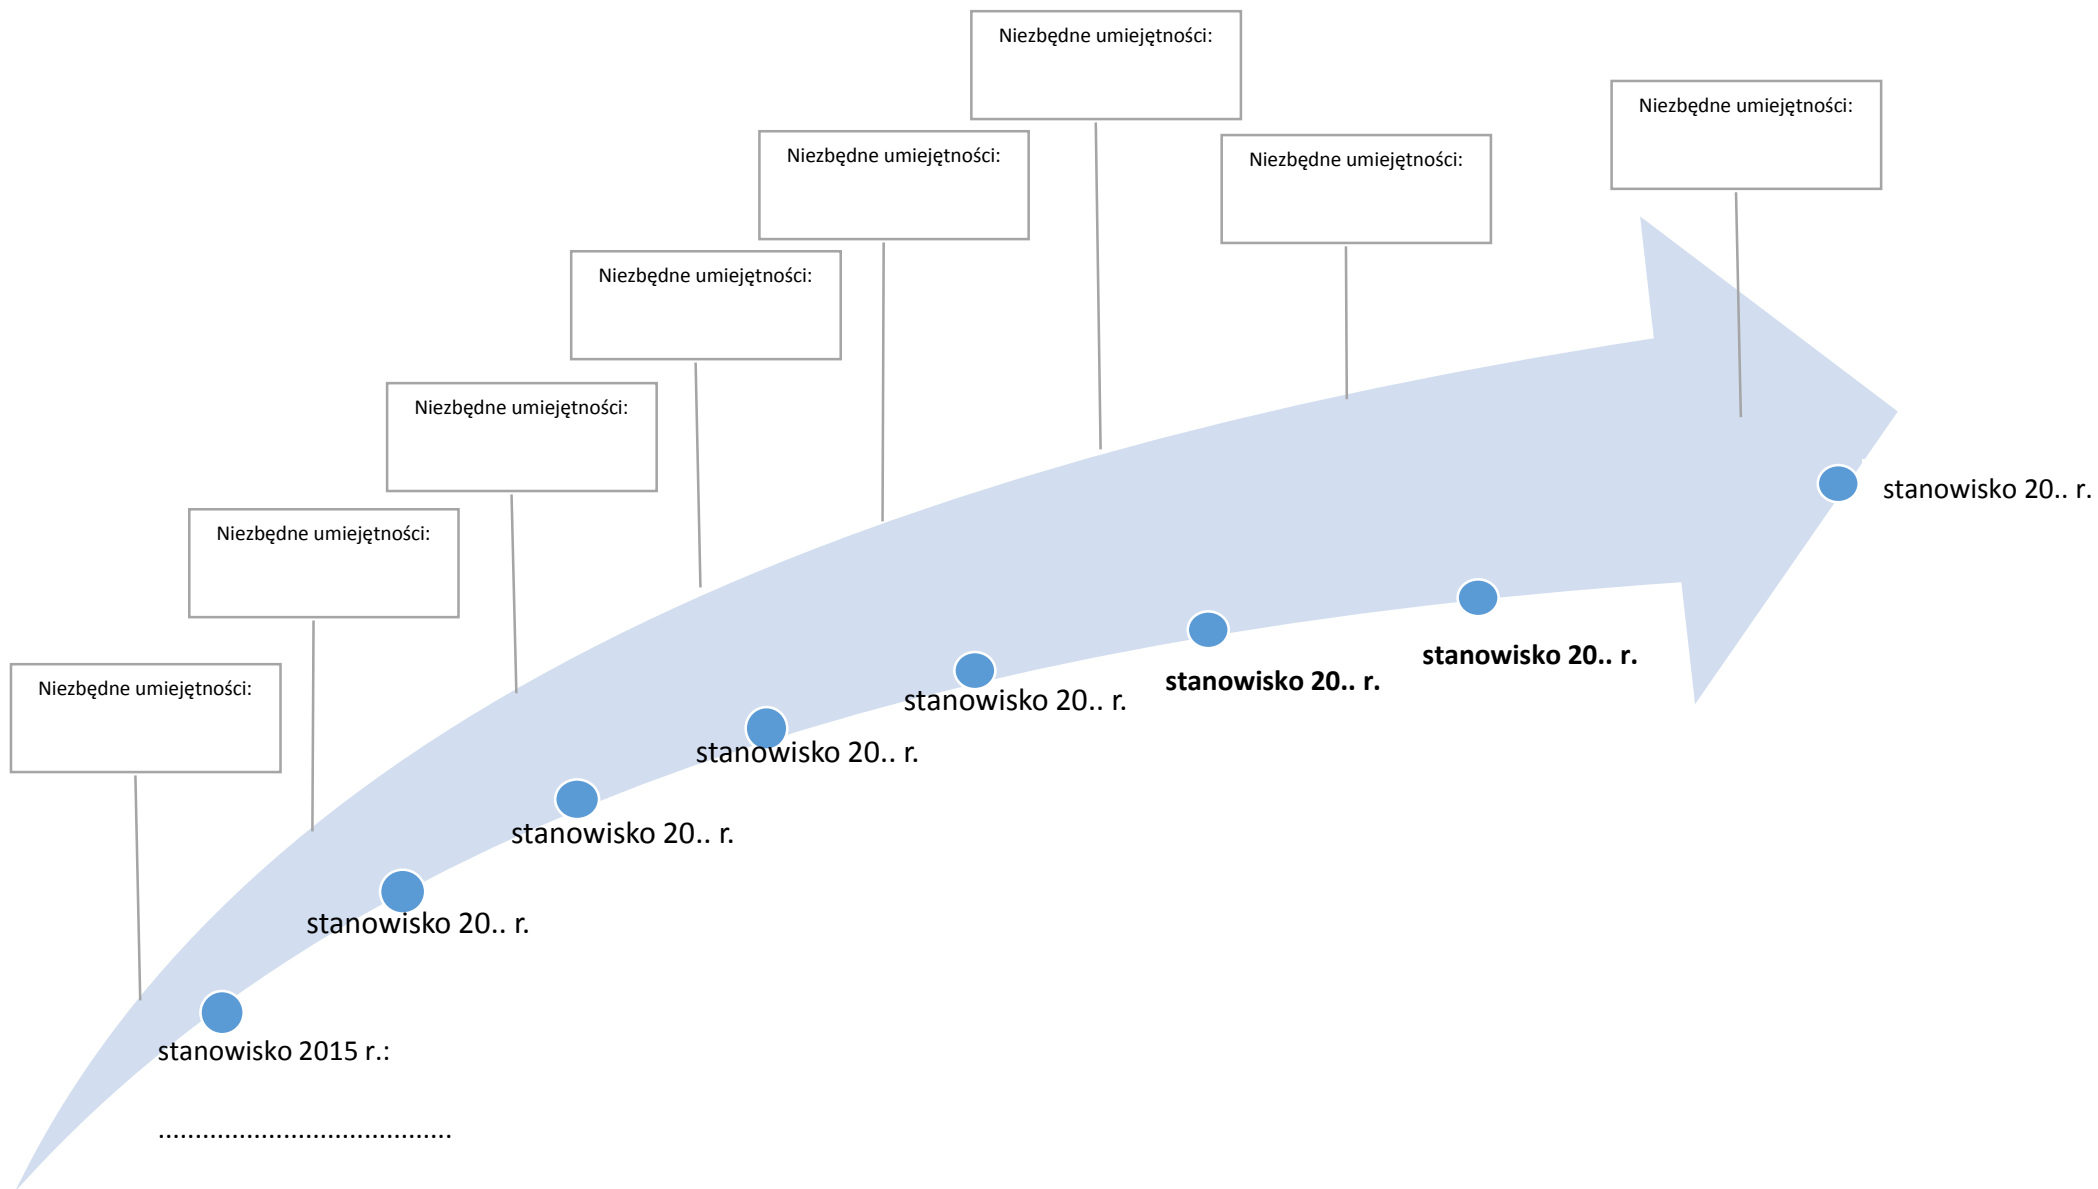 Niezbędne umiejętności:
Niezbędne umiejętności:
Niezbędne umiejętności:
Niezbędne umiejętności:
Niezbędne umiejętności:
Niezbędne umiejętności:
Niezbędne umiejętności:
Niezbędne umiejętności:
stanowisko 20.. r.
stanowisko 20.. r.
stanowisko 20.. r.
stanowisko 20.. r.
stanowisko 20.. r.
stanowisko 20.. r.
stanowisko 20.. r.
stanowisko 2015 r.:
........................................